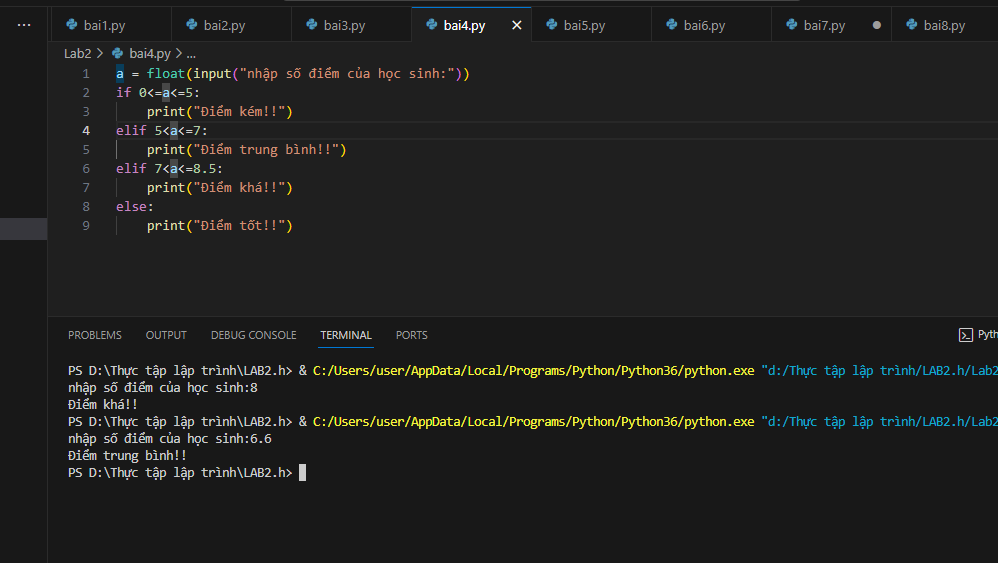 ...
bai1.py bai2.py bai3.py bai4.py bai5.py bai6.py bai7.py bai8.py
Lab2 > bai4.py > ...
1 a = float(input("nhập số điểm của học sinh:"))
2 if 0<=a<=5:
3 print("Điểm kém!!")
4 elif 5<a<=7:
5 print("Điểm trung bình!!")
6 elif 7<a<=8.5:
7 print("Điểm khá!!")
8 else:
9 print("Điểm tốt!!")
PROBLEMS OUTPUT DEBUG CONSOLE TERMINAL PORTS Pyth
PS D:\Thực tập lập trình\LAB2.h> & C:/Users/user/AppData/Local/Programs/Python/Python36/python.exe "d:/Thực tập lập trình/LAB2.h/Lab2
nhập số điểm của học sinh:8
Điểm khá!!
PS D:\Thực tập lập trình\LAB2.h> & C:/Users/user/AppData/Local/Programs/Python/Python36/python.exe "d:/Thực tập lập trình/LAB2.h/Lab2
nhập số điểm của học sinh:6.6
Điểm trung bình!!
PS D:\Thực tập lập trình\LAB2.h>